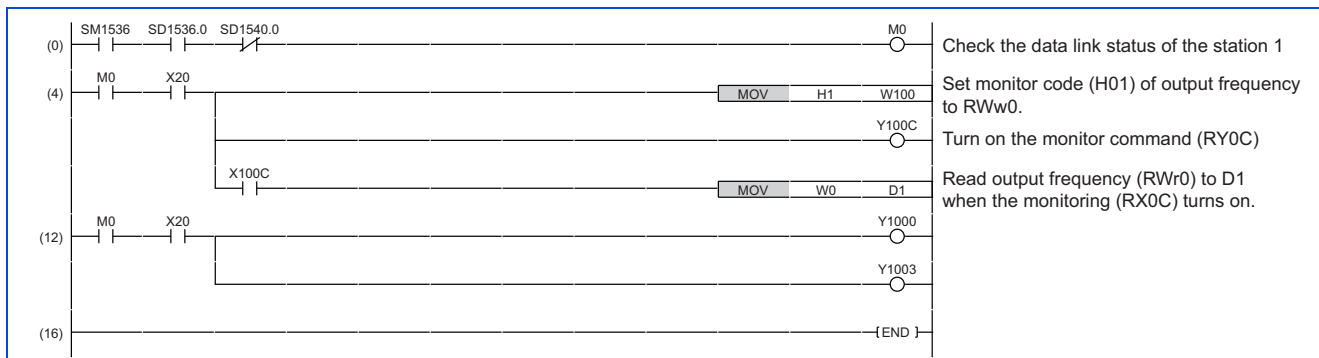 SM1536 SD1536.0 SD1540.0 M0
(0) Check the data link status of the station 1
M0 X20
(4) MOV H1 W100 Set monitor code (H01) of output frequency
to RWw0.
Y100C
Turn on the monitor command (RY0C)
X100C
MOV W0 D1 Read output frequency (RWr0) to D1
when the monitoring (RX0C) turns on.
M0 X20 Y1000
(12)
Y1003
(16) END